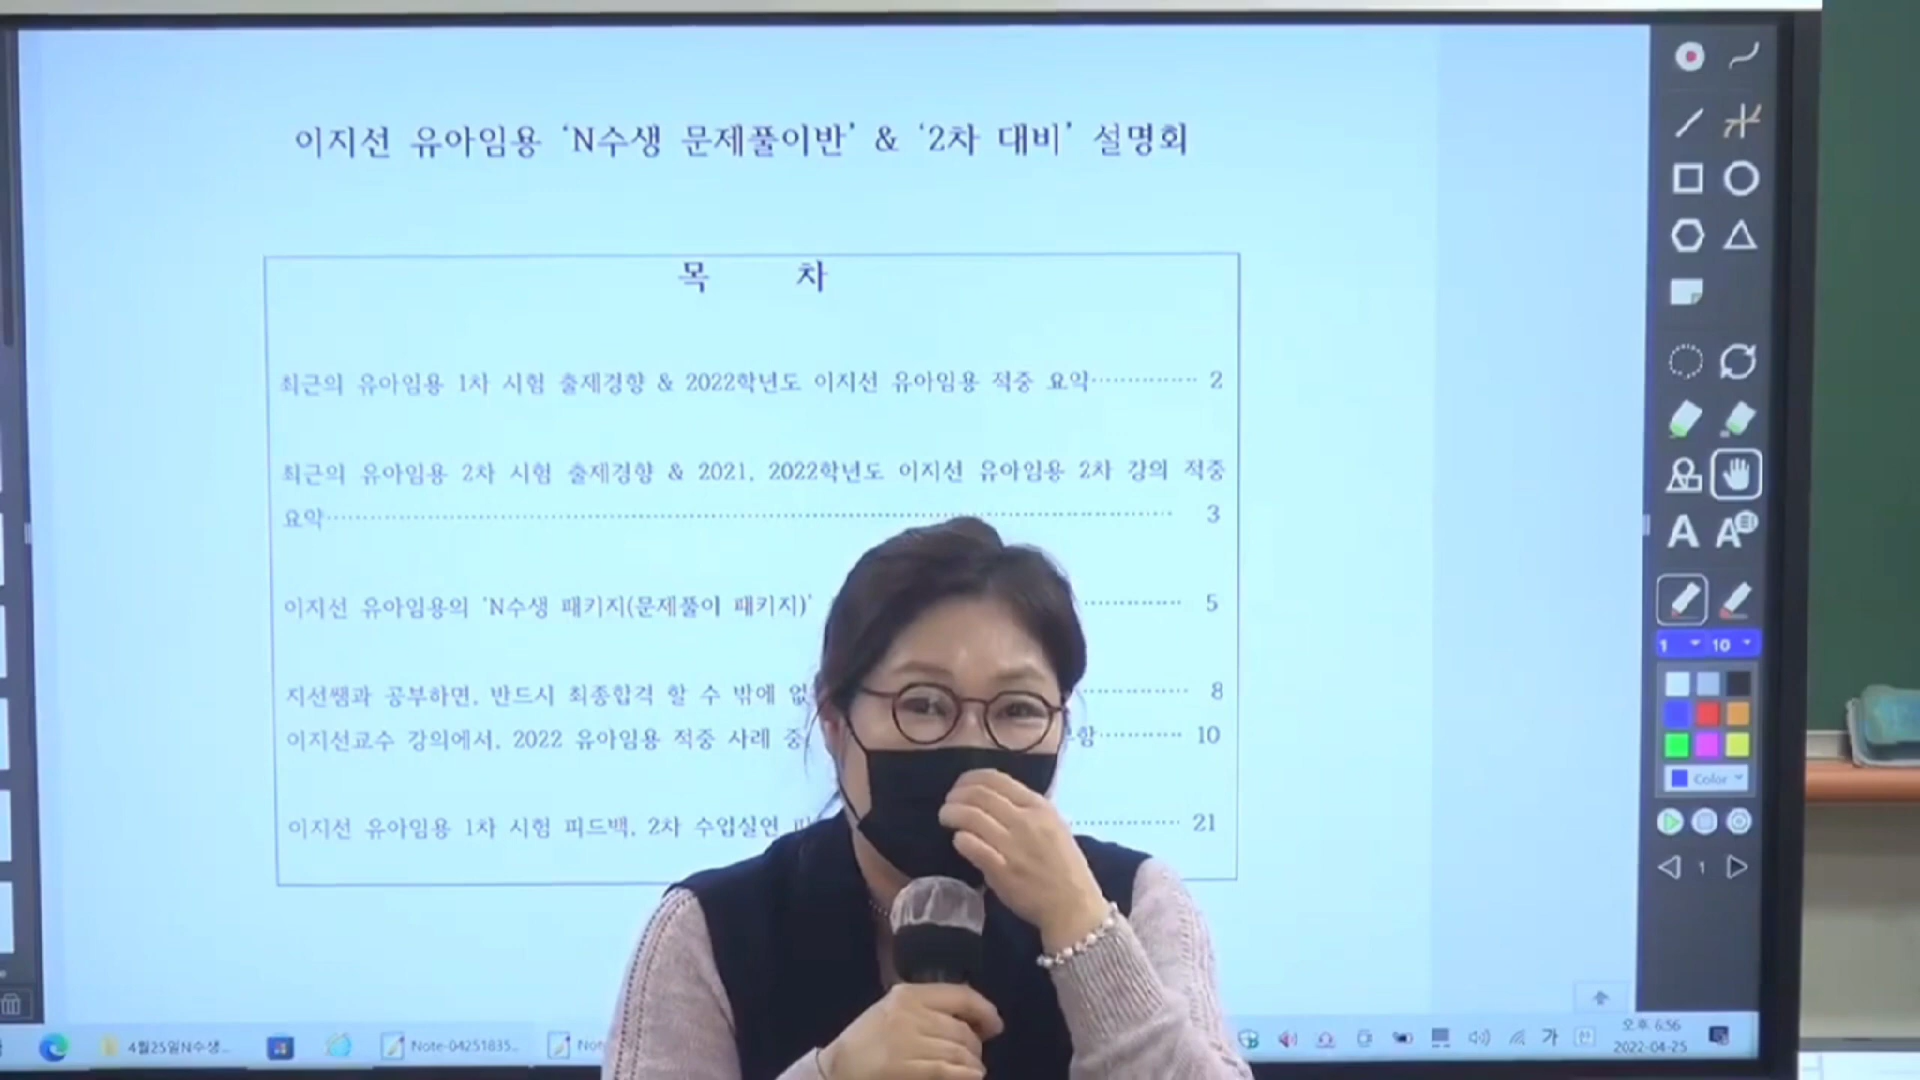 이지선 유아임용 ‘N수생 문제풀이반’ & ‘2차 대비’ 설명회
목 차
최근의 유아임용 1차 시험 출제경향 & 2022학년도 이지선 유아임용 적중 요약·············· 2
최근의 유아임용 2차 시험 출제경향 & 2021, 2022학년도 이지선 유아임용 2차 강의 적중
요약·············· 3
이지선 유아임용의 ‘N수생 패키지(문제풀이 패키지)’ ·············· 5
지선쌤과 공부하면, 반드시 최종합격 할 수 밖에 없 ·············· 8
이지선교수 강의에서, 2022 유아임용 적중 사례 중 ·············· 10
이지선 유아임용 1차 시험 피드백, 2차 수업실연 ·············· 21
A A
1 10
Color
1
4월25일N수생...
Note-04251835...
Not
가
한
오후 6:56
2022-04-25